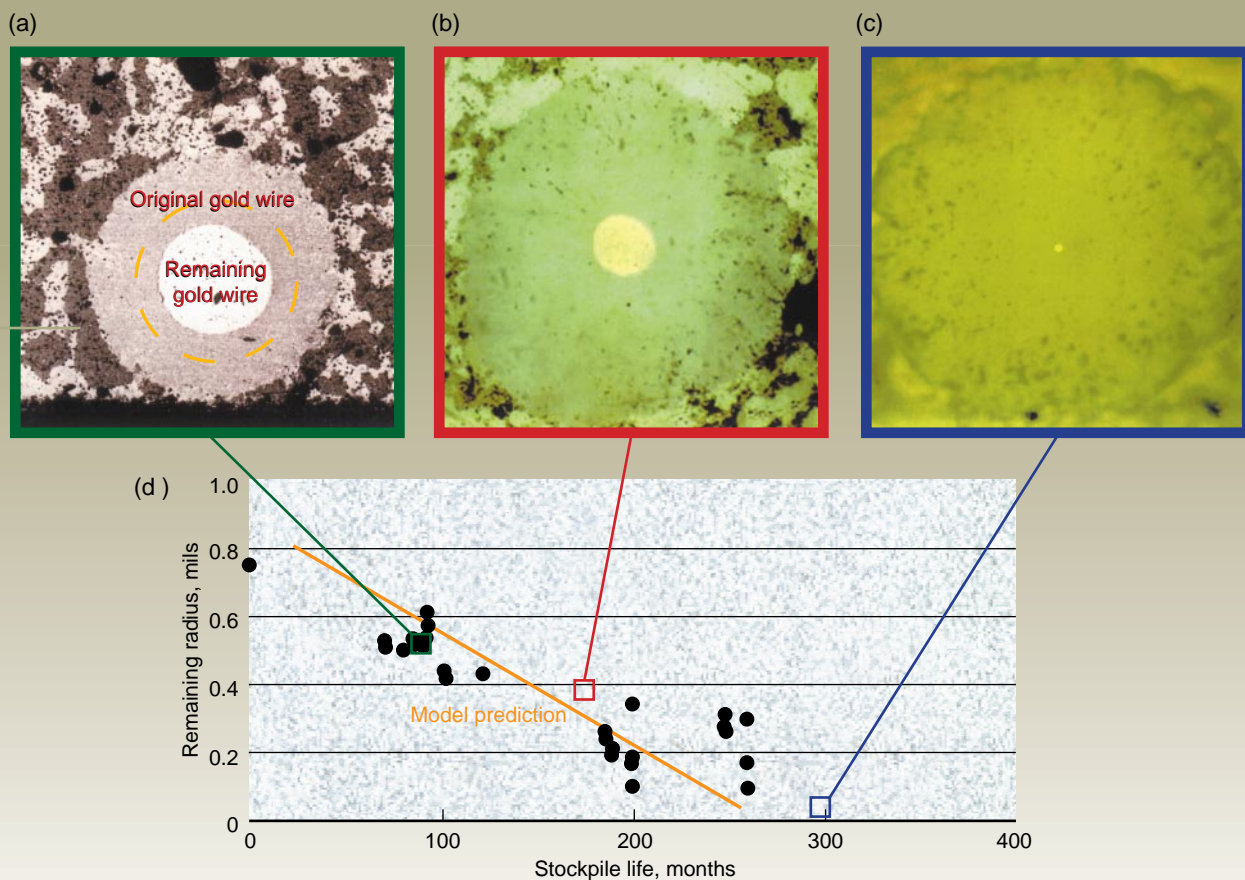 (a)
(b)
(c)
Original gold wire
Remaining
gold wire
(d )
1.0
0.8
0.6
0.4
0.2
0
Remaining radius, mils
Model prediction
0
100
200
300
400
Stockpile life, months